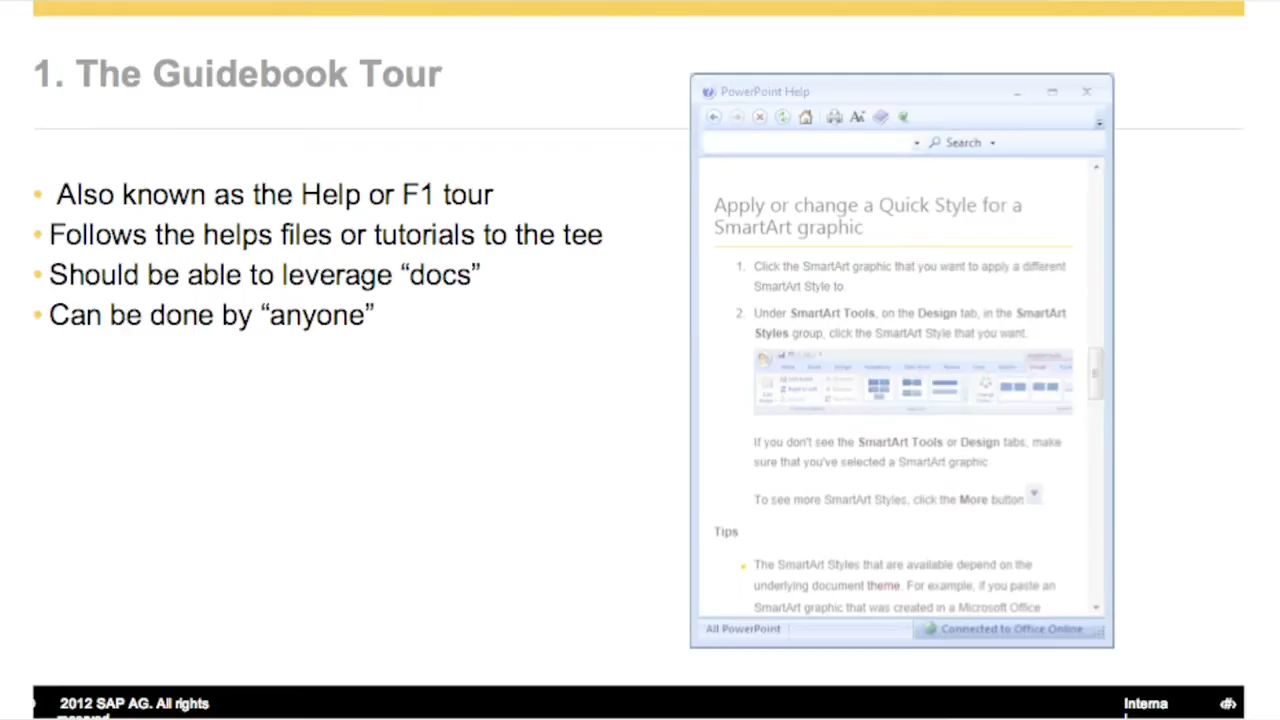 1. The Guidebook Tour
• Also known as the Help or F1 tour
• Follows the helps files or tutorials to the tee
• Should be able to leverage “docs”
• Can be done by “anyone”
PowerPoint Help
Search
Apply or change a Quick Style for a
SmartArt graphic
1. Click the SmartArt graphic that you want to apply a different
SmartArt Style to.
2. Under SmartArt Tools, on the Design tab, in the SmartArt
Styles group, click the SmartArt Style that you want.
If you don't see the SmartArt Tools or Design tabs, make
sure that you've selected a SmartArt graphic
To see more SmartArt Styles, click the More button
Tips
The SmartArt Styles that are available depend on the
underlying document theme. For example, if you paste an
SmartArt graphic that was created in a Microsoft Office
All PowerPoint
Connected to Office Online
2012 SAP AG. All rights
Interna